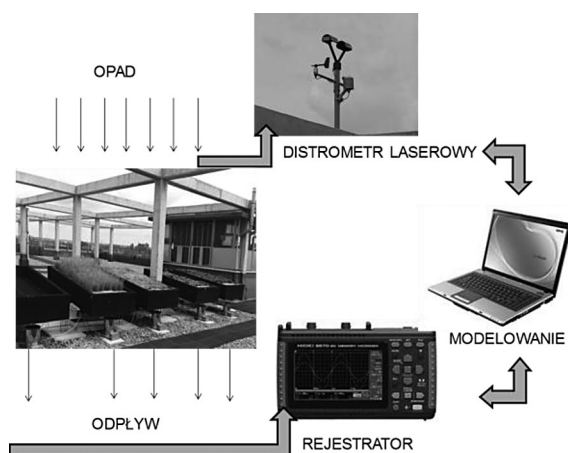 OPAD
DISTROMETR LASEROWY
MODELOWANIE
ODPŁYW
REJESTRATOR